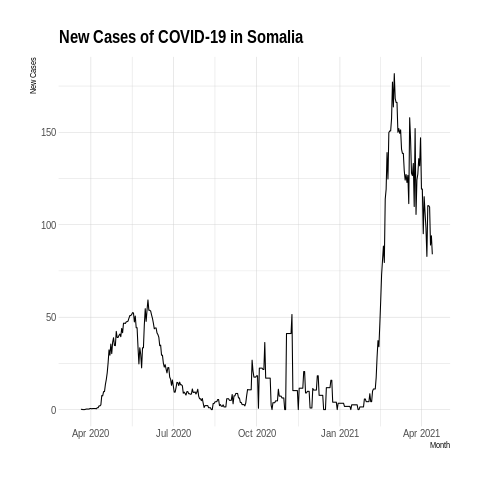 New Cases of COVID-19 in Somalia
New Cases
150
100
50
0
Apr 2020 Jul 2020 Oct 2020 Jan 2021 Apr 2021
Month